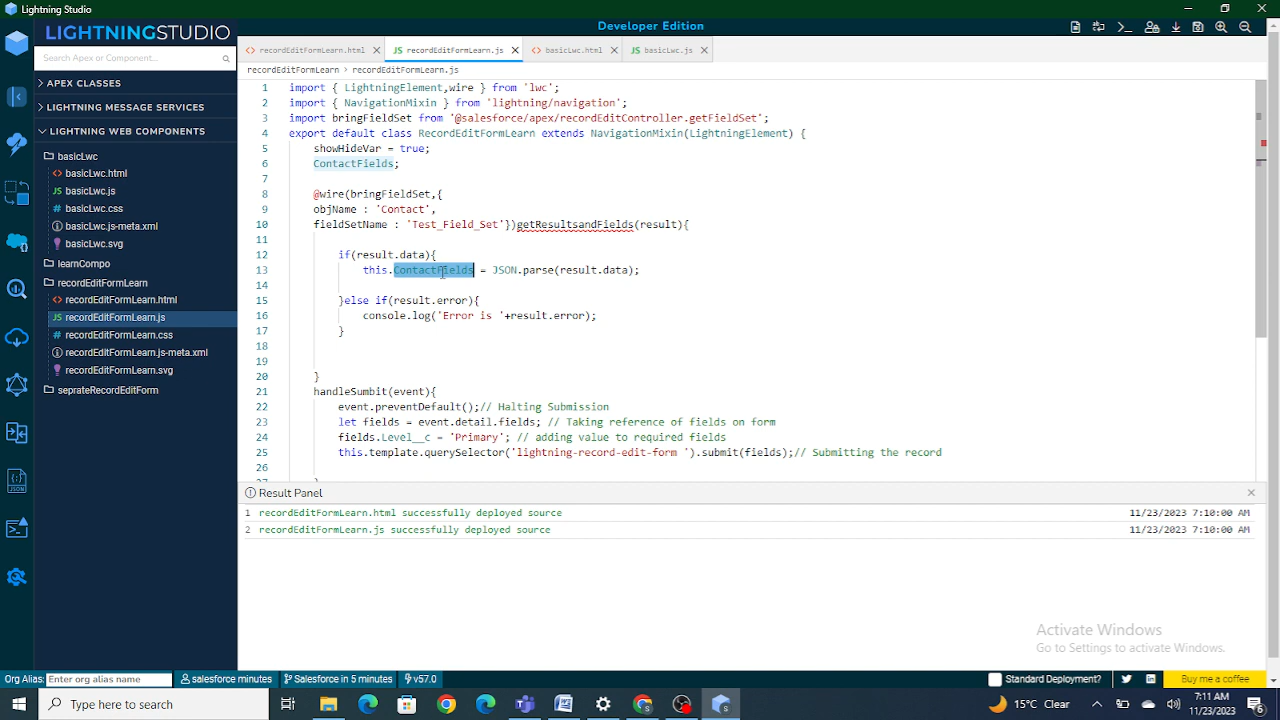 Lightning Studio
LIGHTNINGSTUDIO
Developer Edition
Search Apex or Component...
APEX CLASSES
LIGHTNING MESSAGE SERVICES
LIGHTNING WEB COMPONENTS
basicLwc
<> basicLwc.html
JS basicLwc.js
# basicLwc.css
basicLwc.js-meta.xml
basicLwc.svg
learnCompo
recordEditFormLearn
<> recordEditFormLearn.html
JS recordEditFormLearn.js
# recordEditFormLearn.css
recordEditFormLearn.js-meta.xml
recordEditFormLearn.svg
seprateRecordEditForm
JSON
<> recordEditFormLearn.html × JS recordEditFormLearn.js × <> basicLwc.html × JS basicLwc.js ×
recordEditFormLearn > recordEditFormLearn.js
1 import { LightningElement,wire } from 'lwc';
2 import { NavigationMixin } from 'lightning/navigation';
3 import bringFieldSet from '@salesforce/apex/recordEditController.getFieldSet';
4 export default class RecordEditFormLearn extends NavigationMixin(LightningElement) {
5 showHideVar = true;
6 ContactFields;
7
8 @wire(bringFieldSet,{
9 objName : 'Contact',
10 fieldSetName : 'Test_Field_Set'})getResultsandFields(result){
11
12 if(result.data){
13 this.ContactFields = JSON.parse(result.data);
14
15 }else if(result.error){
16 console.log('Error is '+result.error);
17 }
18
19
20 }
21 handleSumbit(event){
22 event.preventDefault();// Halting Submission
23 let fields = event.detail.fields; // Taking reference of fields on form
24 fields.Level__c = 'Primary'; // adding value to required fields
25 this.template.querySelector('lightning-record-edit-form ').submit(fields);// Submitting the record
26
27 }
Result Panel
1 recordEditFormLearn.html successfully deployed source 11/23/2023 7:10:00 AM
2 recordEditFormLearn.js successfully deployed source 11/23/2023 7:10:00 AM
Activate Windows
Go to Settings to activate Windows.
Org Alias: Enter org alias name salesforce minutes Salesforce in 5 minutes v57.0 Standard Deployment? Buy me a coffee
Type here to search 15°C Clear 7:11 AM
11/23/2023 6